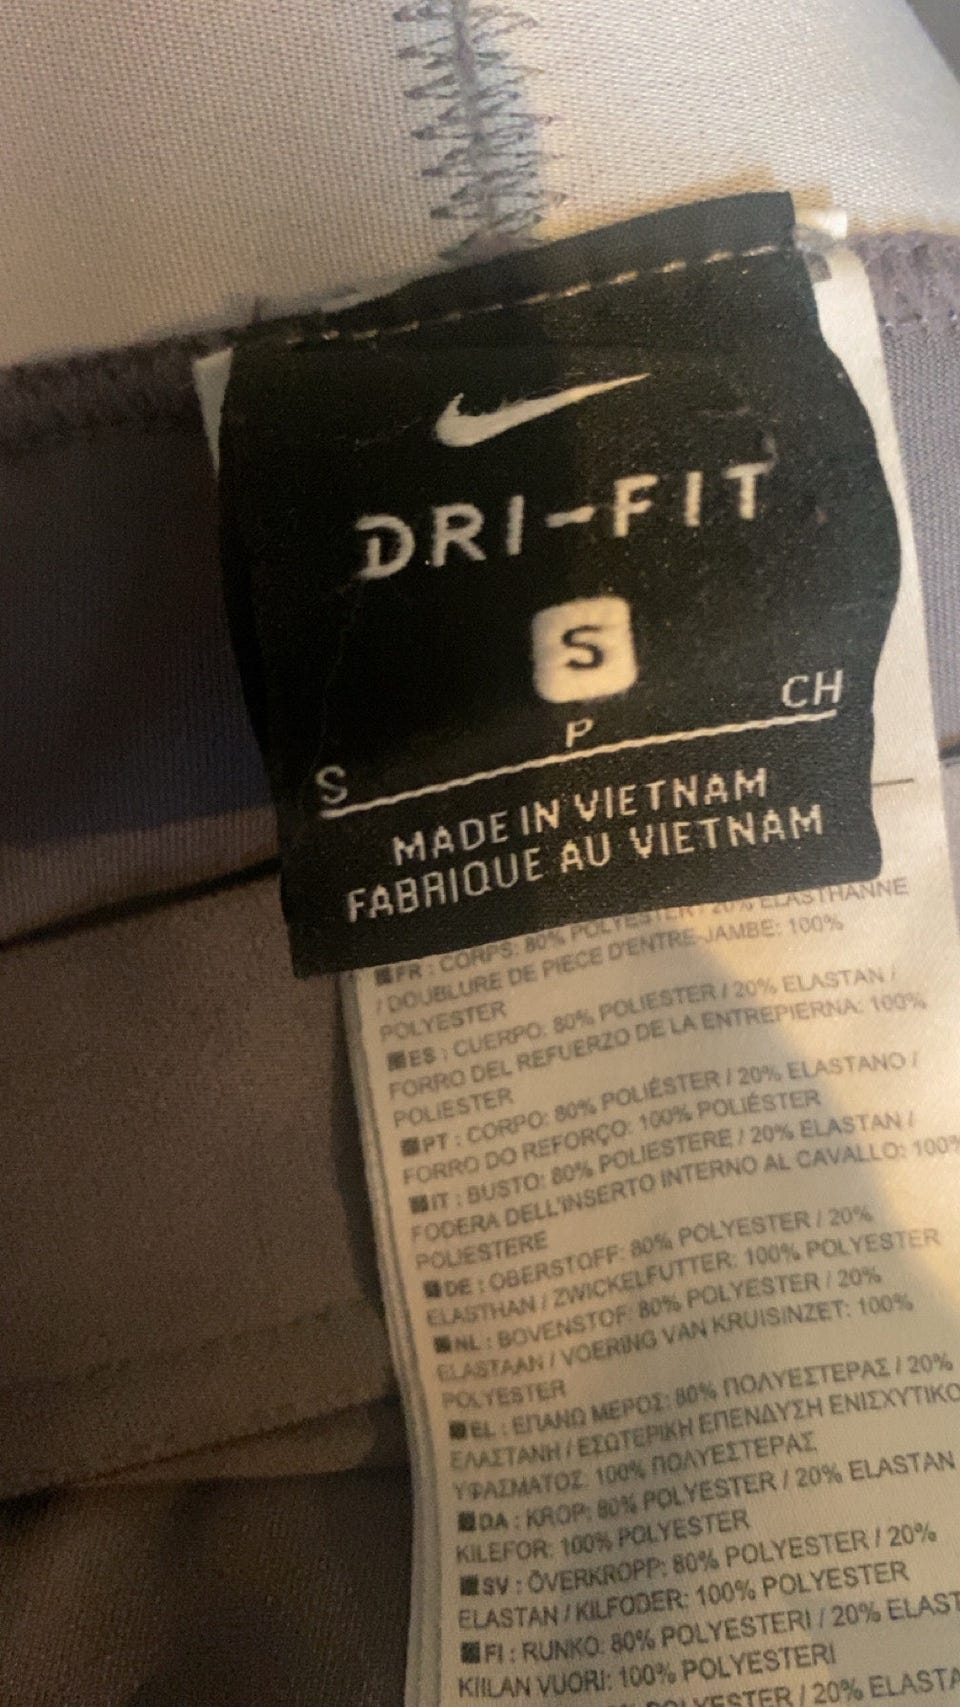 DRI-FIT
S
S P CH
MADE IN VIETNAM
FABRIQUE AU VIETNAM
FR : CORPS: 80% POLYESTER / 20% ELASTHANNE
/ DOUBLURE DE PIECE D'ENTRE-JAMBE: 100%
POLYESTER
ES : CUERPO: 80% POLIESTER / 20% ELASTAN /
FORRO DEL REFUERZO DE LA ENTREPIERNA: 100%
POLIESTER
PT : CORPO: 80% POLIÉSTER / 20% ELASTANO /
FORRO DO REFORÇO: 100% POLIÉSTER
IT : BUSTO: 80% POLIESTERE / 20% ELASTAN /
FODERA DELL'INSERTO INTERNO AL CAVALLO: 100%
POLIESTERE
DE : OBERSTOFF: 80% POLYESTER / 20%
ELASTHAN / ZWICKELFUTTER: 100% POLYESTER
NL : BOVENSTOF: 80% POLYESTER / 20%
ELASTAAN / VOERING VAN KRUISINZET: 100%
POLYESTER
EL : ΕΠΑΝΩ ΜΕΡΟΣ: 80% ΠΟΛΥΕΣΤΕΡΑΣ / 20%
ΕΛΑΣΤΑΝΗ / ΕΣΩΤΕΡΙΚΗ ΕΠΕΝΔΥΣΗ ΕΝΙΣΧΥΤΙΚΟ
ΥΦΑΣΜΑΤΟΣ: 100% ΠΟΛΥΕΣΤΕΡΑΣ
DA : KROP: 80% POLYESTER / 20% ELASTAN
KILEFOR: 100% POLYESTER
SV : ÖVERKROPP: 80% POLYESTER / 20%
ELASTAN / KILFODER: 100% POLYESTER
FI : RUNKO: 80% POLYESTERI / 20% ELAST
KIILAN VUORI: 100% POLYESTERI
POLYESTER / 20% ELASTA